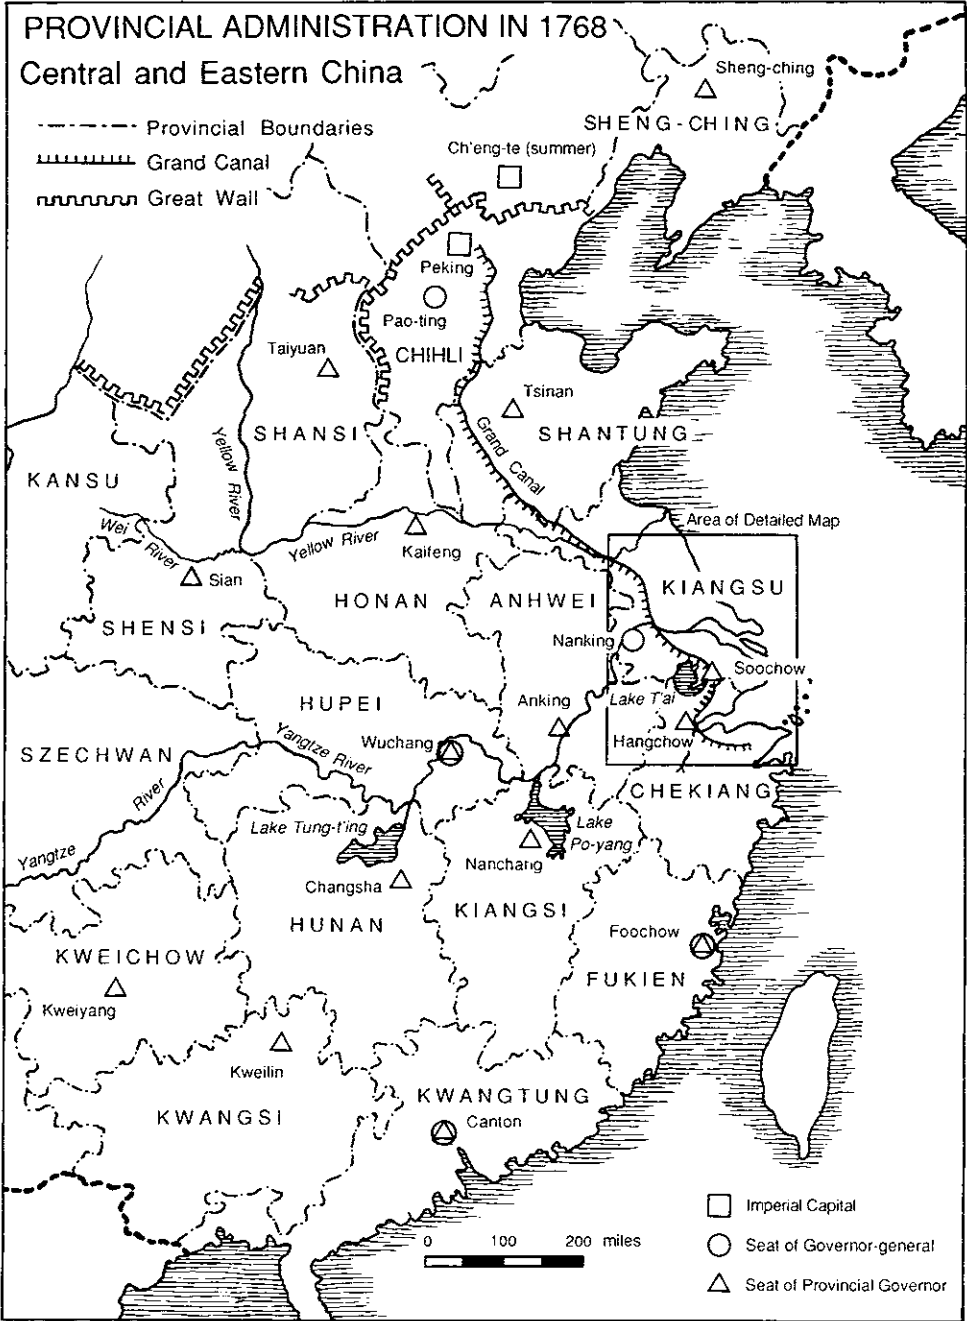 PROVINCIAL ADMINISTRATION IN 1768
Central and Eastern China
Provincial Boundaries
Grand Canal
Great Wall
Sheng-ching
SHENG-CHING
Ch'eng-te (summer)
Peking
Pao-ting
CHIHLI
Taiyuan
SHANSI
Tsinan
SHANTUNG
Grand Canal
Yellow River
KANSU
Wei River
Sian
Yellow River
Kaifeng
Area of Detailed Map
KIANGSU
HONAN
ANHWEI
SHENSI
Nanking
Soochow
Lake T'ai
Hangchow
HUPEI
Anking
Wuchang
SZECHWAN
Yangtze River
Yangtze River
CHEKIANG
Lake Tung-t'ing
Lake
Po-yang
Nanchang
Changsha
HUNAN
KIANGSI
Foochow
FUKIEN
KWEICHOW
Kweiyang
Kweilin
KWANGSI
KWANGTUNG
Canton
Imperial Capital
0 100 200 miles
Seat of Governor-general
Seat of Provincial Governor